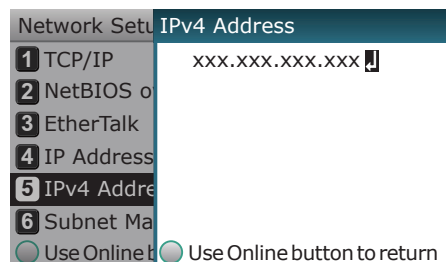 Network Setu
1 TCP/IP
2 NetBIOS o
3 EtherTalk
4 IP Address
5 IPv4 Addre
6 Subnet Ma
Use Online b
IPv4 Address
xxx.xxx.xxx.xxx
Use Online button to return